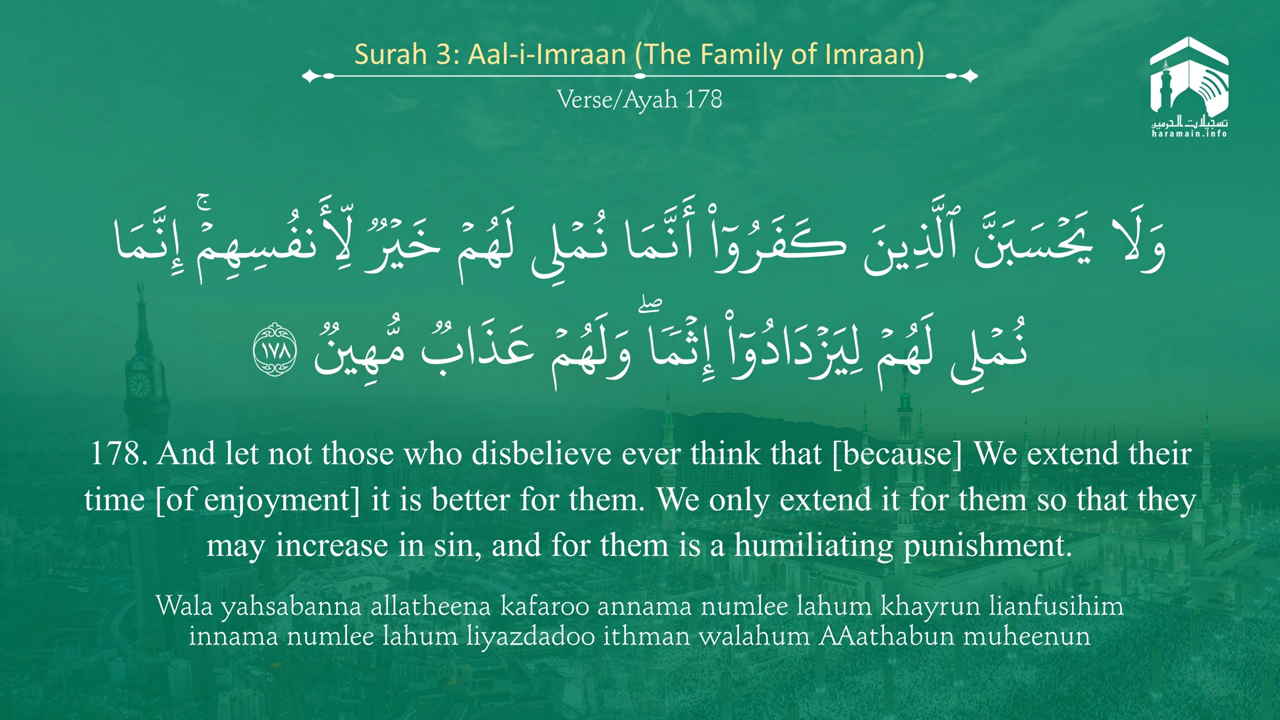 Surah 3: Aal-i-Imraan (The Family of Imraan)
Verse/Ayah 178
تسجيلات الحرمين
haramain.info
وَلَا يَحْسَبَنَّ ٱلَّذِينَ كَفَرُوٓا۟ أَنَّمَا نُمْلِى لَهُمْ خَيْرٌ لِّأَنفُسِهِمْ ۚ إِنَّمَا
نُمْلِى لَهُمْ لِيَزْدَادُوٓا۟ إِثْمًا ۖ وَلَهُمْ عَذَابٌ مُّهِينٌ ١٧٨
178. And let not those who disbelieve ever think that [because] We extend their
time [of enjoyment] it is better for them. We only extend it for them so that they
may increase in sin, and for them is a humiliating punishment.
Wala yahsabanna allatheena kafaroo annama numlee lahum khayrun lianfusihim
innama numlee lahum liyazdadoo ithman walahum AAathabun muheenun